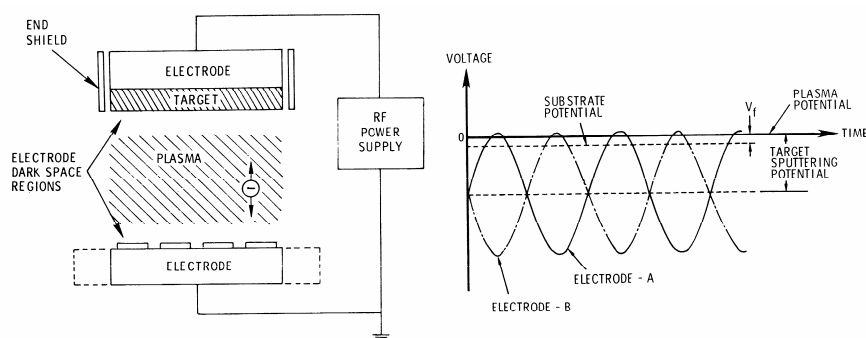 END
SHIELD
ELECTRODE
TARGET
RF
POWER
SUPPLY
ELECTRODE
DARK SPACE
REGIONS
PLASMA
−
ELECTRODE
VOLTAGE
SUBSTRATE
POTENTIAL
Vf
PLASMA
POTENTIAL
0
TIME
TARGET
SPUTTERING
POTENTIAL
ELECTRODE - A
ELECTRODE - B